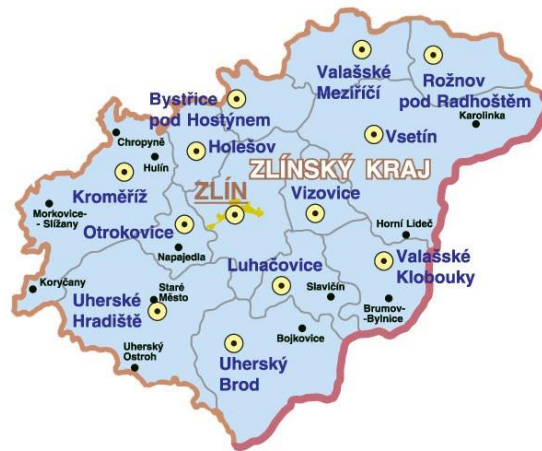 Valašské
Meziříčí
Rožnov
pod Radhoštěm
Karolinka
Bystřice
pod Hostýnem
Chropyně
Hulín
Holešov
Vsetín
ZLÍNSKÝ KRAJ
Kroměříž
ZLÍN
Vizovice
Morkovice-
-Slížany
Otrokovice
Horní Lideč
Napajedla
Luhačovice
Valašské
Klobouky
Koryčany
Staré
Město
Slavičín
Uherské
Hradiště
Brumov-
-Bylnice
Bojkovice
Uherský
Ostroh
Uherský
Brod